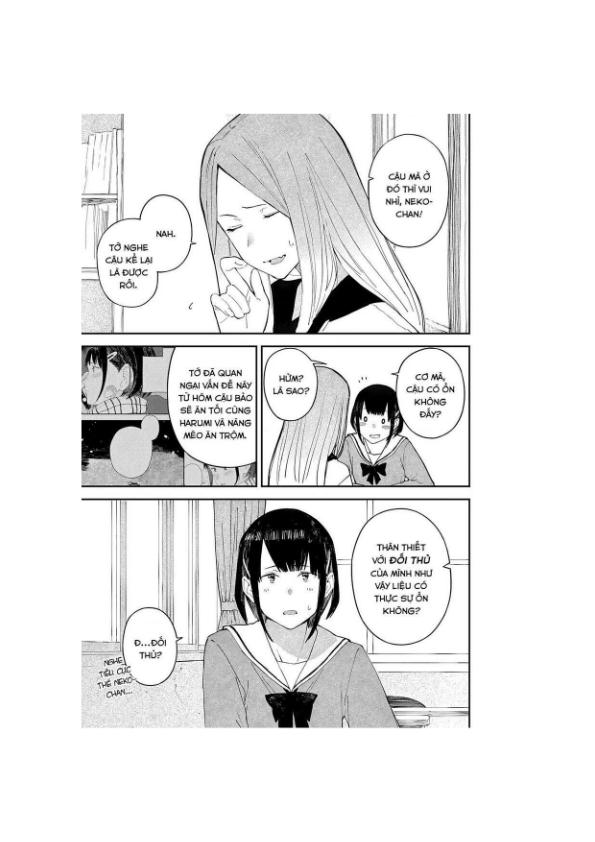 CẬU MÀ Ở
ĐÓ THÌ VUI
NHỈ, NEKO-
CHAN!
NAH.
TỚ NGHE
CẬU KỂ LẠI
LÀ ĐƯỢC
RỒI.
CƠ MÀ,
CẬU CÓ ỔN
KHÔNG
ĐẤY?
HỬM?
LÀ SAO?
TỚ ĐÃ QUAN
NGẠI VẤN ĐỀ NÀY
TỪ HÔM CẬU BẢO
SẼ ĂN TỐI CÙNG
HARUMI VÀ NÀNG
MÈO ĂN TRỘM.
THÂN THIẾT
VỚI ĐỐI THỦ
CỦA MÌNH NHƯ
VẬY LIỆU CÓ
THỰC SỰ ỔN
KHÔNG?
Đ...ĐỐI
THỦ?
NGHE
TIÊU CỰC
THẾ NEKO-
CHAN...